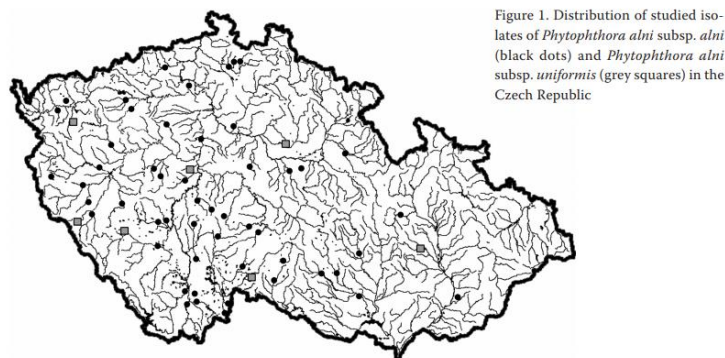 Figure 1. Distribution of studied iso-
lates of Phytophthora alni subsp. alni
(black dots) and Phytophthora alni
subsp. uniformis (grey squares) in the
Czech Republic